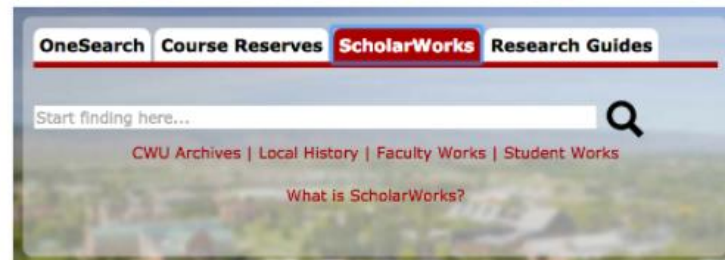 OneSearch Course Reserves ScholarWorks Research Guides
Start finding here...
CWU Archives | Local History | Faculty Works | Student Works
What is ScholarWorks?